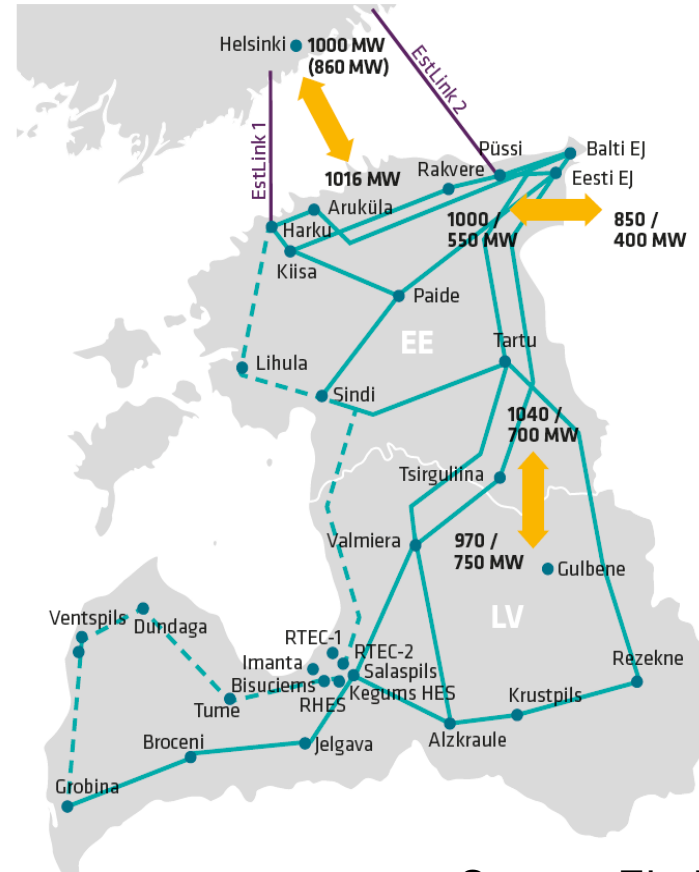 Helsinki
1000 MW
(860 MW)
EstLink 2
EstLink 1
1016 MW
Püssi
Balti EJ
Rakvere
Eesti EJ
Aruküla
Harku
1000 /
550 MW
850 /
400 MW
Kiisa
Paide
EE
Tartu
Lihula
Sindi
1040 /
700 MW
Tsirguliina
Valmiera
970 /
750 MW
Gulbene
LV
Ventspils
Dundaga
RTEC-1
RTEC-2
Imanta
Salaspils
Rezekne
Bisuciems
Kegums HES
RHES
Tume
Krustpils
Broceni
Jelgava
Alzkraule
Grobina